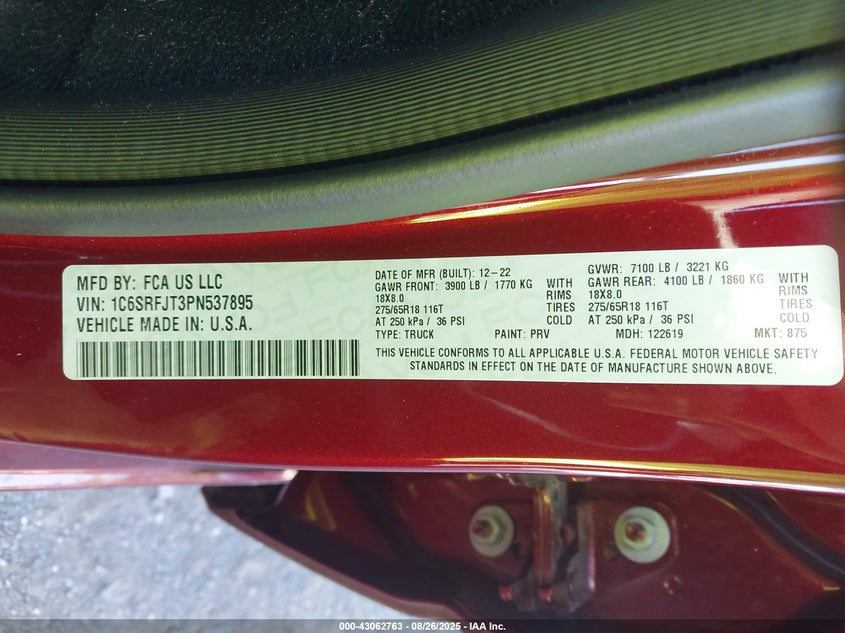 MFD BY: FCA US LLC
VIN: 1C6SRFJT3PN537895
VEHICLE MADE IN: U.S.A.
DATE OF MFR (BUILT): 12-22
GAWR FRONT: 3900 LB / 1770 KG WITH
18X8.0 RIMS
275/65R18 116T TIRES
AT 250 kPa / 36 PSI COLD
TYPE: TRUCK PAINT: PRV
GVWR: 7100 LB / 3221 KG
GAWR REAR: 4100 LB / 1860 KG WITH
18X8.0 RIMS
275/65R18 116T TIRES
AT 250 kPa / 36 PSI COLD
MDH: 122619 MKT: 875
THIS VEHICLE CONFORMS TO ALL APPLICABLE U.S.A. FEDERAL MOTOR VEHICLE SAFETY
STANDARDS IN EFFECT ON THE DATE OF MANUFACTURE SHOWN ABOVE.
000-43062763 - 08/26/2025 - IAA Inc.